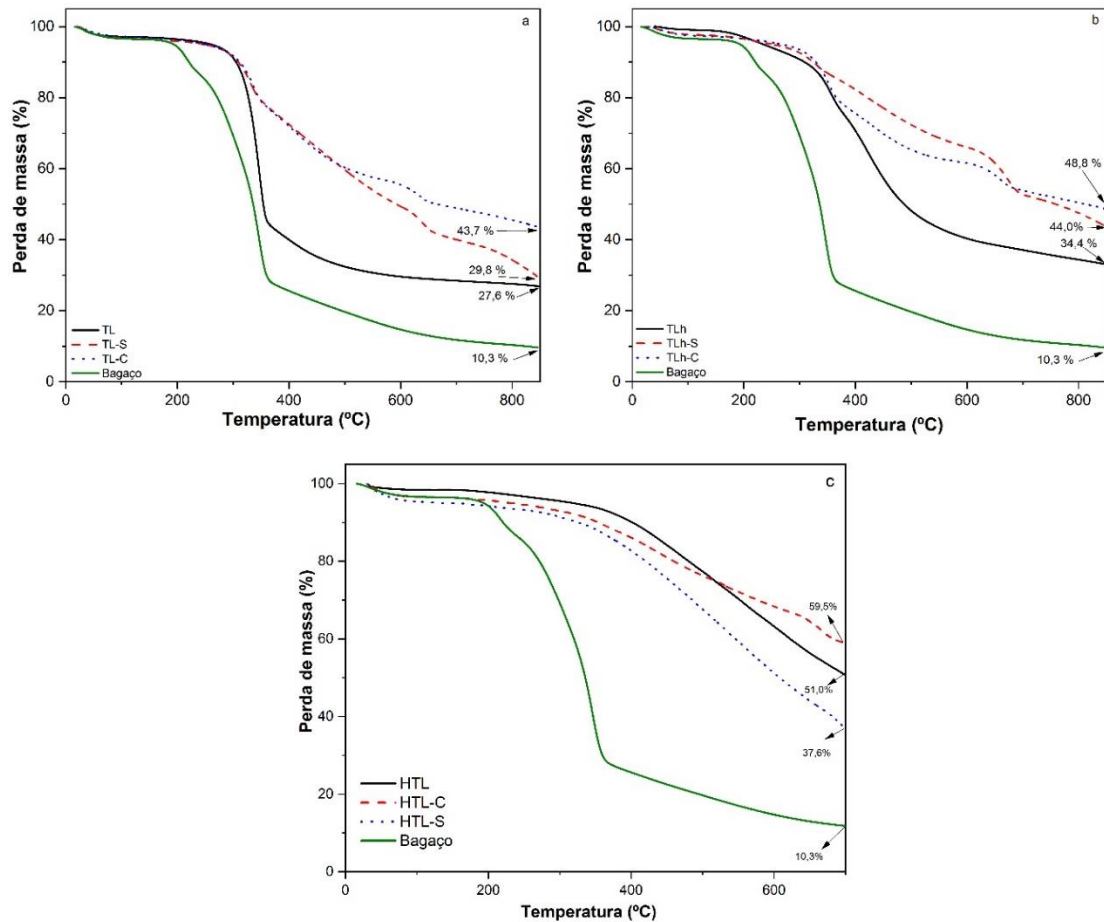 a
Perda de massa (%)
100
80
60
40
20
0
43,7 %
29,8 %
27,6 %
10,3 %
TL
TL-S
TL-C
Bagaço
0
200
400
600
800
Temperatura (ºC)
b
Perda de massa (%)
100
80
60
40
20
0
48,8 %
44,0%
34,4 %
10,3 %
TLh
TLh-S
TLh-C
Bagaço
0
200
400
600
800
Temperatura (ºC)
c
Perda de massa (%)
100
80
60
40
20
0
59,5%
51,0%
37,6%
10,3%
HTL
HTL-C
HTL-S
Bagaço
0
200
400
600
Temperatura (ºC)